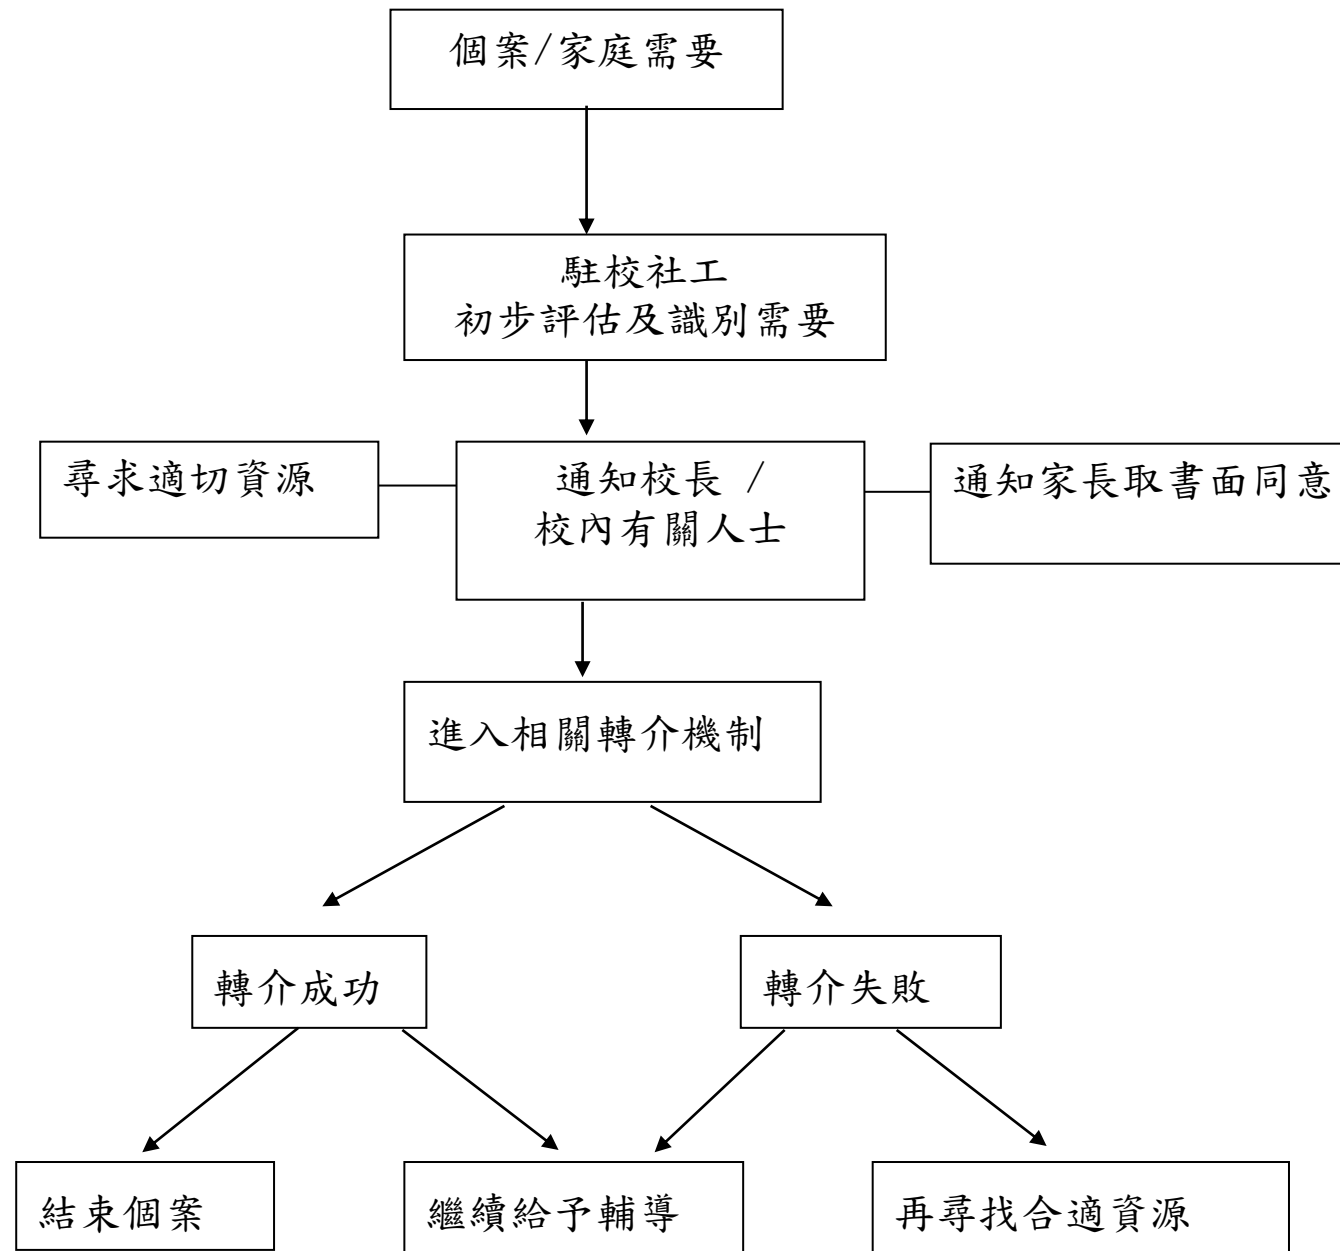 個案/家庭需要
駐校社工
初步評估及識別需要
尋求適切資源
通知校長 /
校內有關人士
通知家長取書面同意
進入相關轉介機制
轉介成功
轉介失敗
結束個案
繼續給予輔導
再尋找合適資源